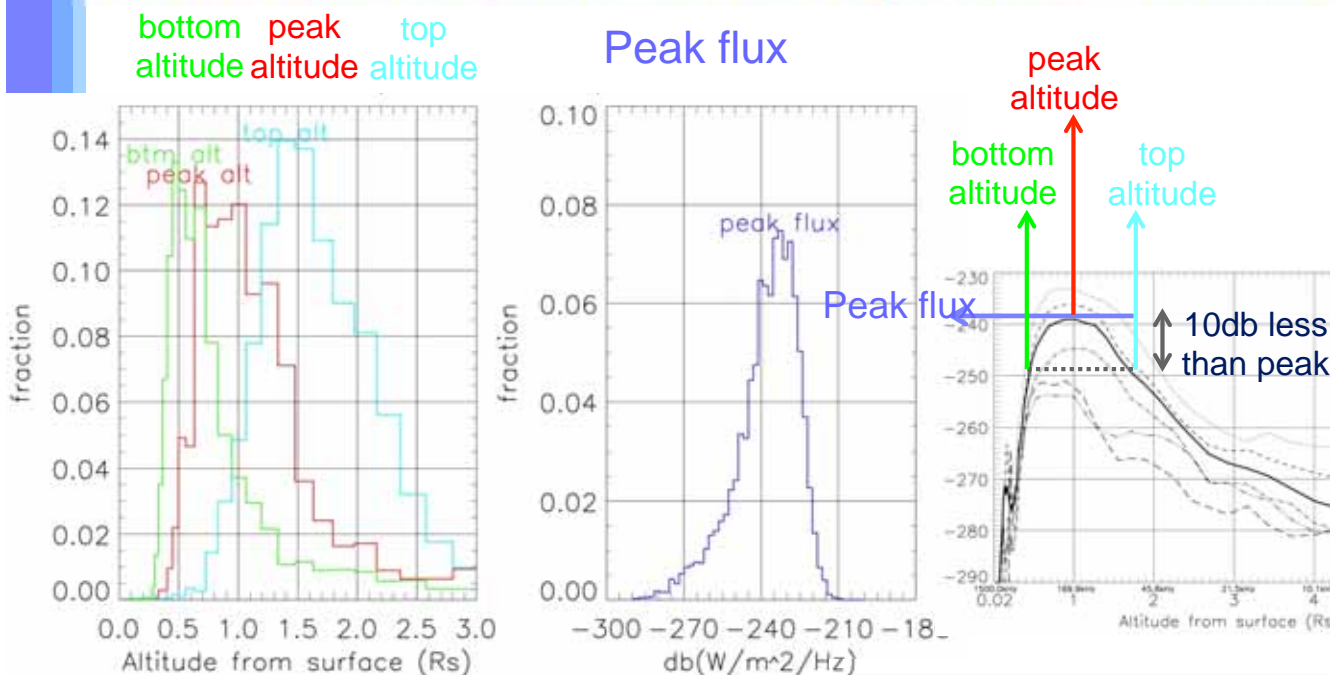 bottom altitude
peak altitude
top altitude
Peak flux
0.14
0.12
0.10
0.08
0.06
0.04
0.02
0.00
fraction
btm alt
peak alt
top alt
0.0 0.5 1.0 1.5 2.0 2.5 3.0
Altitude from surface (Rs)
0.10
0.08
0.06
0.04
0.02
0.00
fraction
peak flux
-300 -270 -240 -210
db(W/m^2/Hz)
peak altitude
bottom altitude
top altitude
Peak flux
10db less than peak
-230
-240
-250
-260
-270
-280
-290
0.02 1 2 3 4
Altitude from surface (Rs